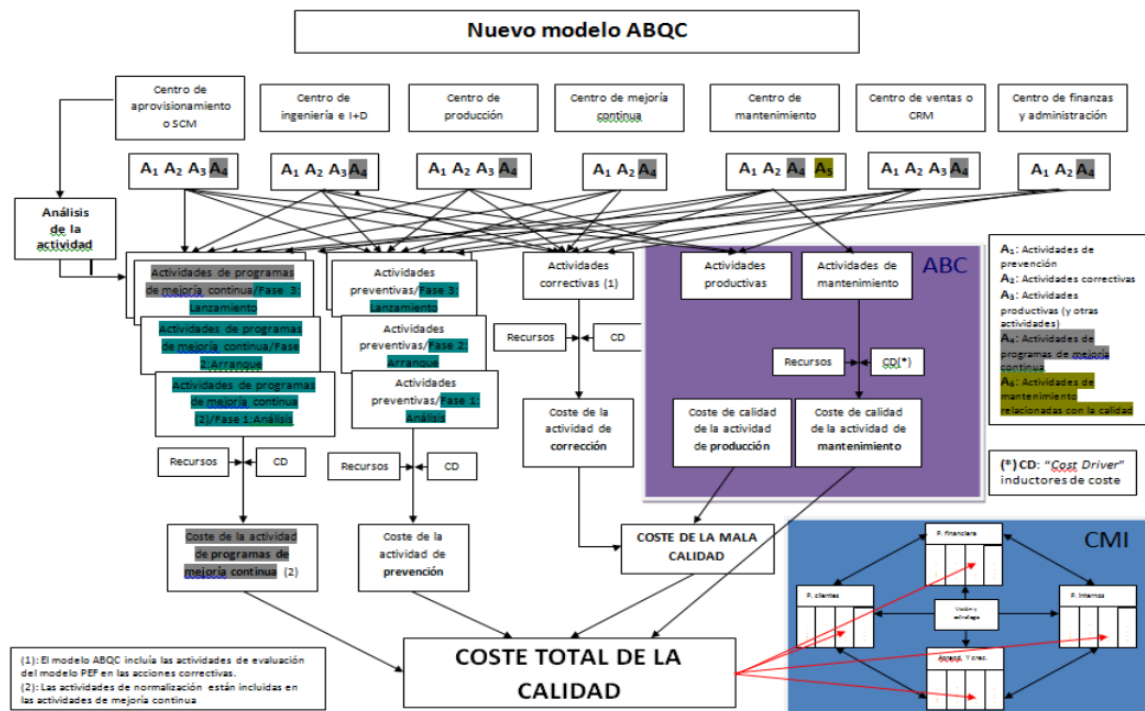 Nuevo modelo ABQC
Centro de
aprovisionamiento
o SCM
Centro de
ingeniería e I+D
Centro de
producción
Centro de mejoría
continua
Centro de
mantenimiento
Centro de ventas o
CRM
Centro de finanzas
y administración
A₁ A₂ A₃ A₄
A₁ A₂ A₃ A₄
A₁ A₂ A₃ A₄
A₁ A₂ A₄
A₁ A₂ A₄ A₅
A₁ A₂ A₃ A₄
A₁ A₂ A₄
Análisis
de la
actividad
Actividades de programas
de mejoría continua/Fase 3:
Lanzamiento
Actividades de programas
de mejoría continua/Fase
2:Arranque
Actividades de programas
de mejoría continua
(2)/Fase 1:Análisis
Recursos
CD
Coste de la actividad
de programas de
mejoría continua (2)
Actividades
preventivas/Fase 3:
Lanzamiento
Actividades
preventivas/Fase 2:
Arranque
Actividades
preventivas/Fase 1:
Análisis
Recursos
CD
Coste de la
actividad de
prevención
Actividades
correctivas (1)
Recursos
CD
Coste de la
actividad de
corrección
ABC
Actividades
productivas
Actividades de
mantenimiento
Recursos
CD(*)
Coste de calidad
de la actividad
de producción
Coste de calidad
de la actividad de
mantenimiento
COSTE DE LA MALA
CALIDAD
COSTE TOTAL DE LA
CALIDAD
A₁: Actividades de
prevención
A₂: Actividades correctivas
A₃: Actividades
productivas (y otras
actividades)
A₄: Actividades de
programas de mejoría
continua
Actividades de
mantenimiento
relacionadas con la calidad
(*) CD: “Cost Driver”
inductores de coste
CMI
P. financiera
P. clientes
P. Internos
Visión y
estrategia
Y crec.
(1): El modelo ABQC incluía las actividades de evaluación
del modelo PEF en las acciones correctivas.
(2): Las actividades de normalización están incluidas en
las actividades de mejoría continua